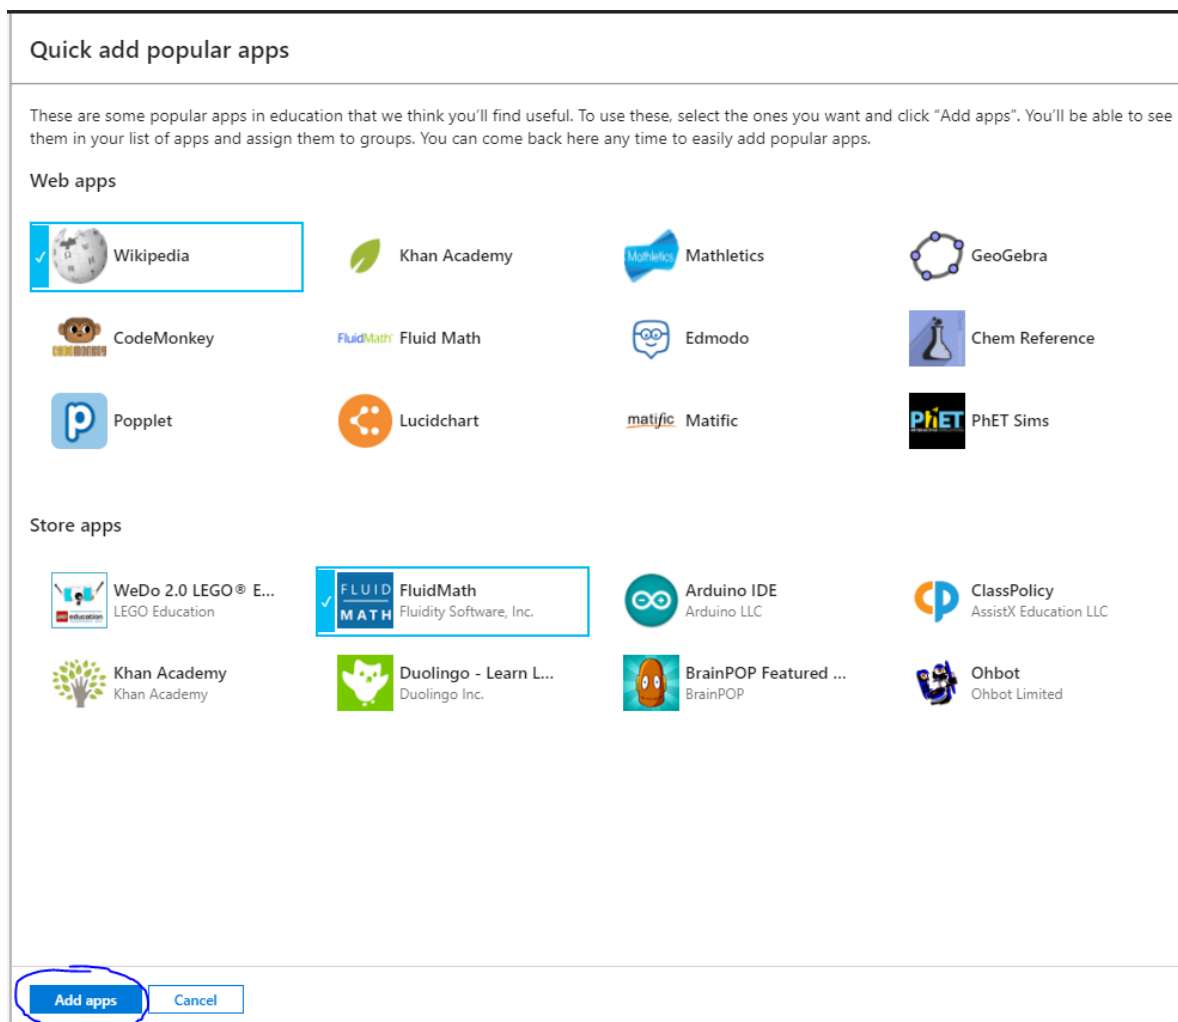 Quick add popular apps
These are some popular apps in education that we think you'll find useful. To use these, select the ones you want and click “Add apps”. You'll be able to see
them in your list of apps and assign them to groups. You can come back here any time to easily add popular apps.
Web apps
Wikipedia
Khan Academy
Mathletics Mathletics
GeoGebra
CODEMONKEY CodeMonkey
FluidMath Fluid Math
Edmodo
Chem Reference
p Popplet
Lucidchart
matific Matific
PhET PhET Sims
Store apps
WeDo 2.0 LEGO® E...
LEGO Education
education
FLUID
MATH
FluidMath
Fluidity Software, Inc.
Arduino IDE
Arduino LLC
CP
ClassPolicy
AssistX Education LLC
Khan Academy
Khan Academy
Duolingo - Learn L...
Duolingo Inc.
BrainPOP Featured ...
BrainPOP
Ohbot
Ohbot Limited
Add apps
Cancel